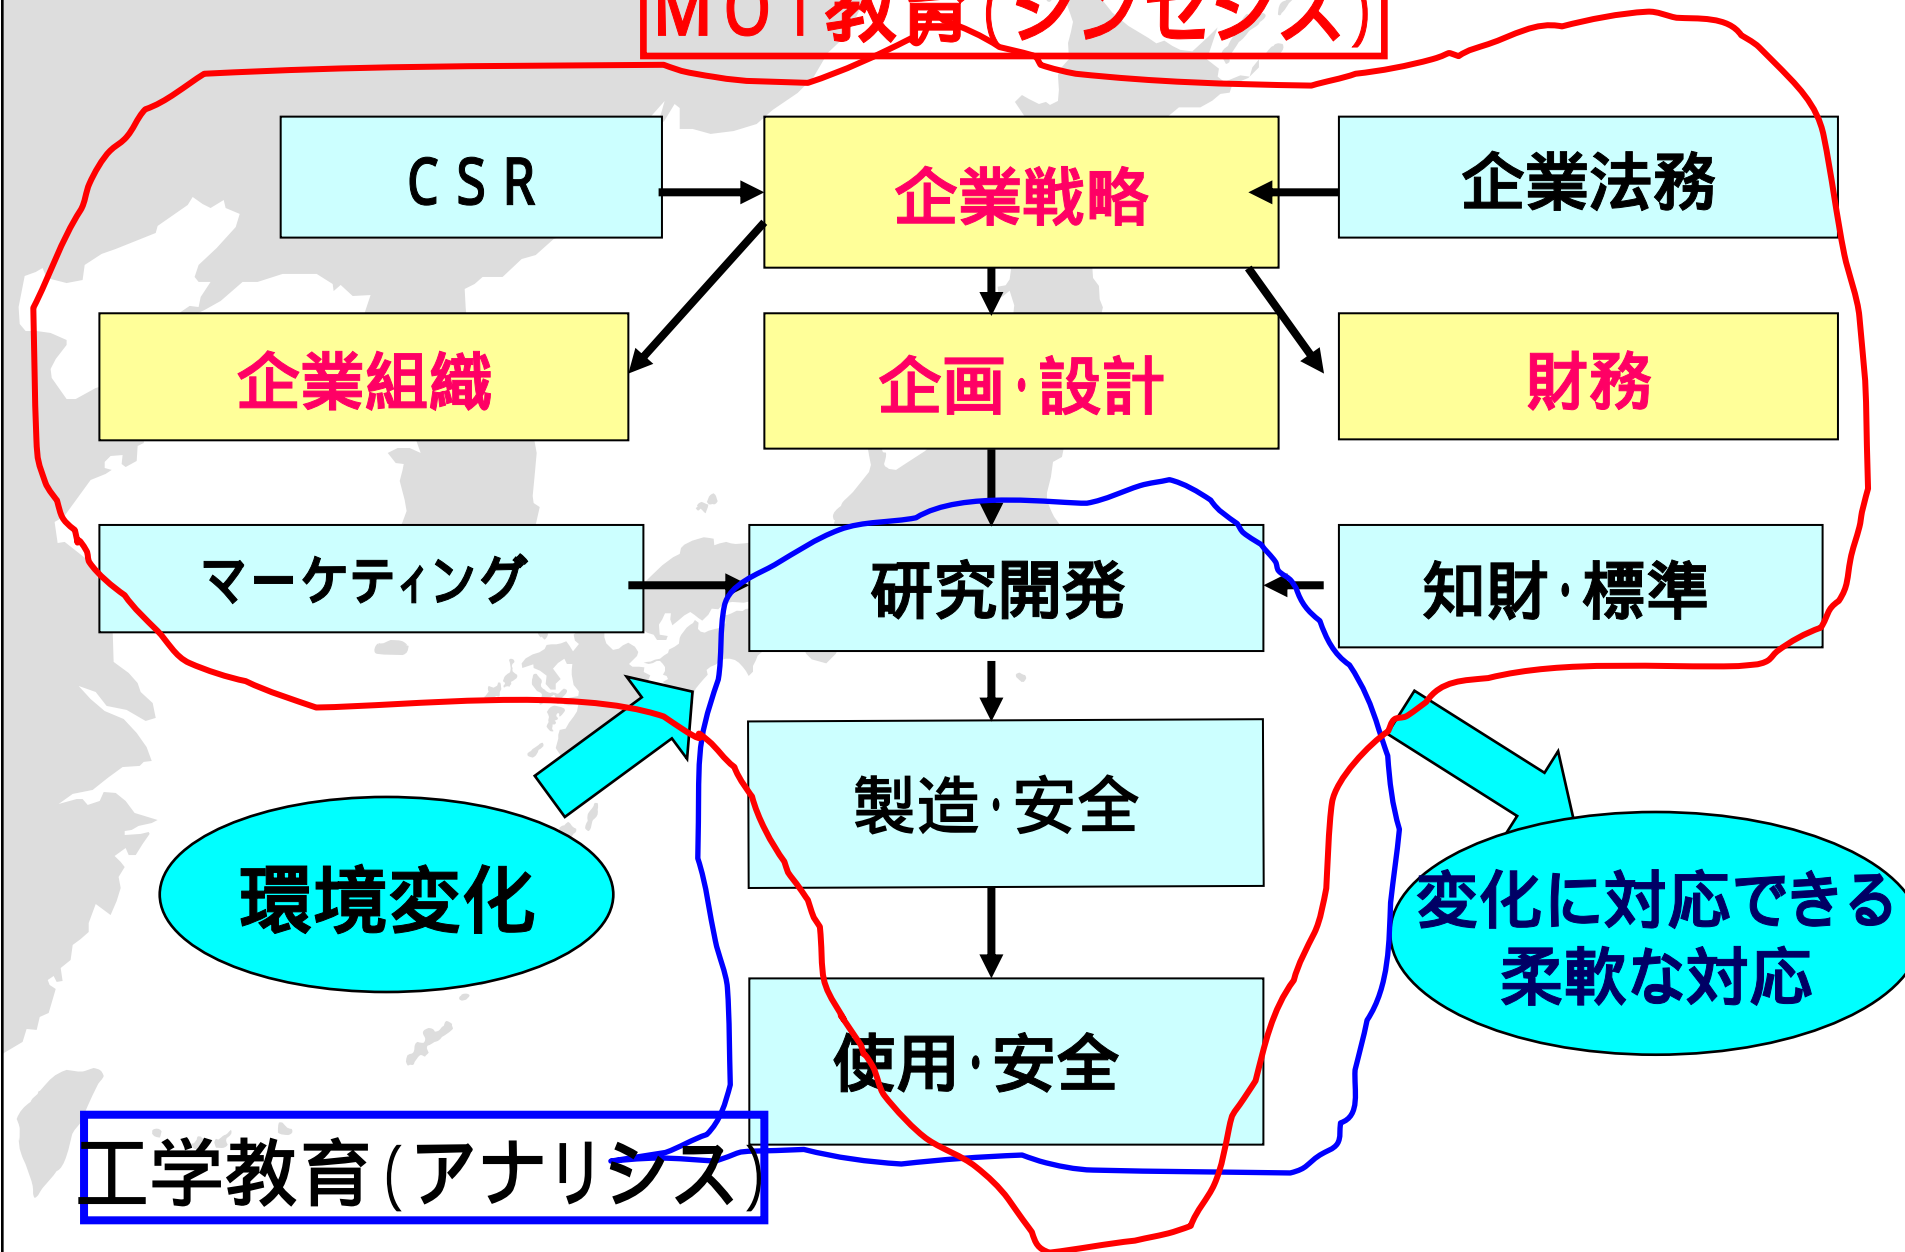 MOT教育(シンセシス)
CSR
企業戦略
企業法務
企業組織
企画・設計
財務
マーケティング
研究開発
知財・標準
製造・安全
環境変化
変化に対応できる
柔軟な対応
使用・安全
工学教育(アナリシス)